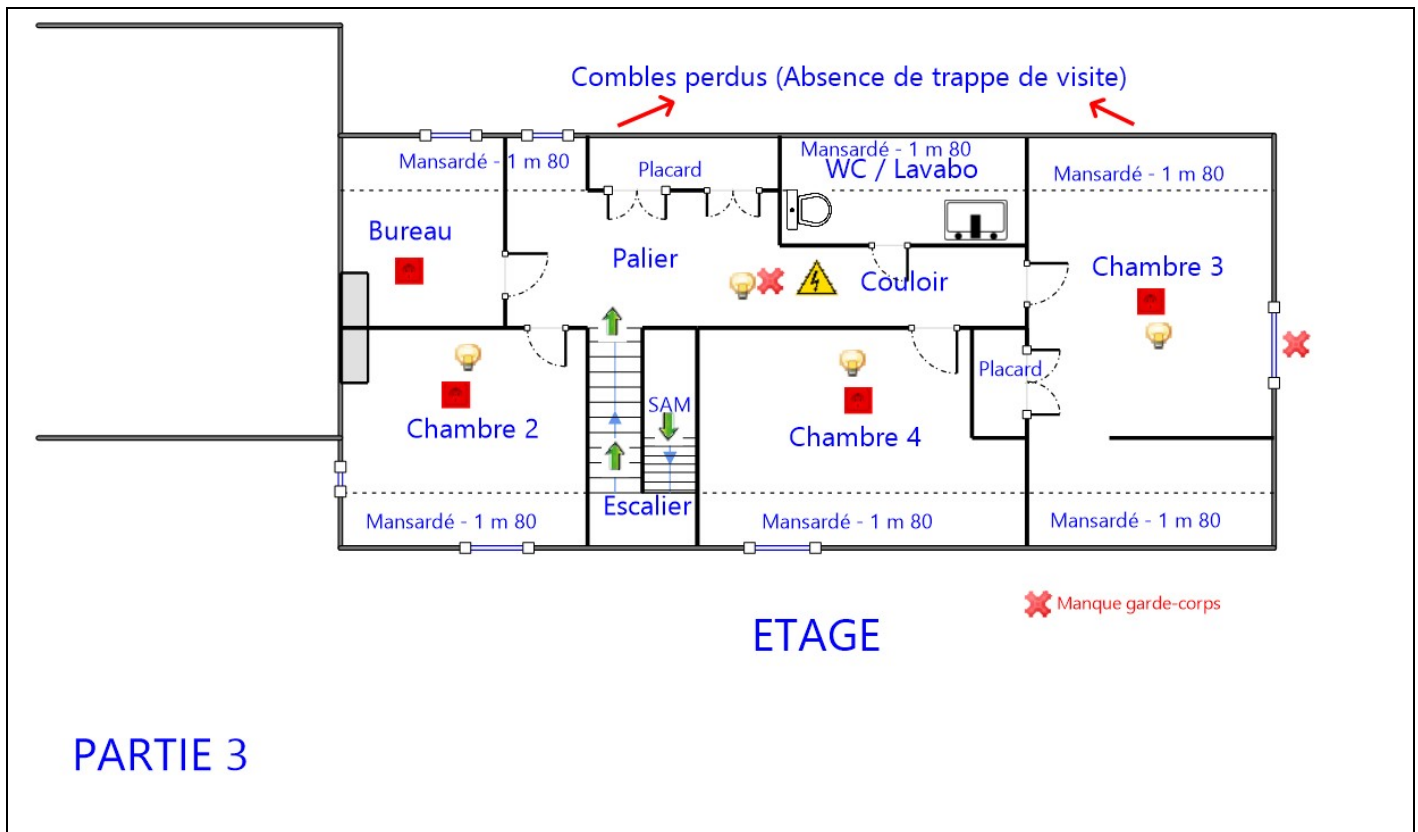 Combles perdus (Absence de trappe de visite)
Mansardé - 1 m 80
Placard
Mansardé - 1 m 80
WC / Lavabo
Mansardé - 1 m 80
Bureau
Palier
Couloir
Chambre 3
Placard
SAM
Chambre 2
Chambre 4
Escalier
Mansardé - 1 m 80
Mansardé - 1 m 80
Mansardé - 1 m 80
Manque garde-corps
ETAGE
PARTIE 3